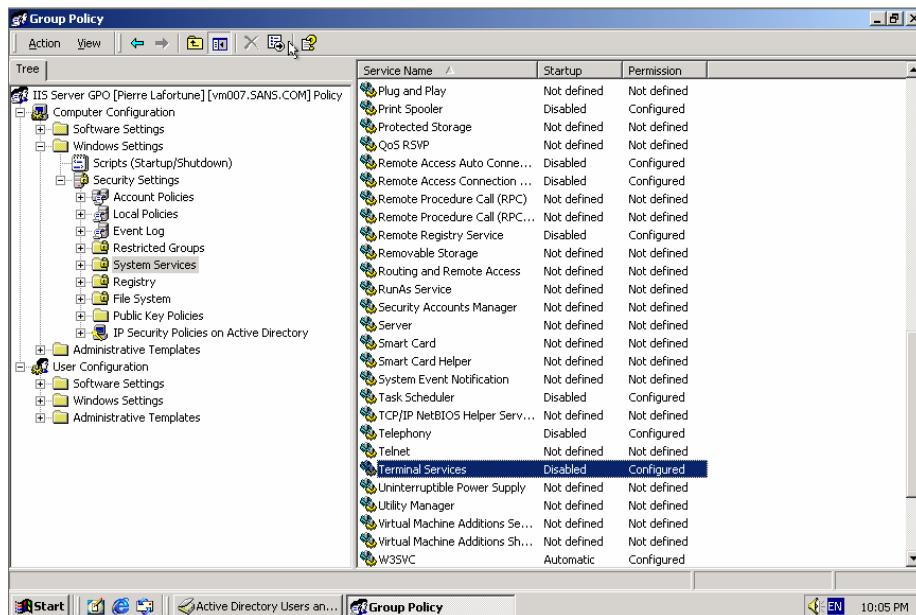 Group Policy
Action View
Tree
IIS Server GPO [Pierre Lafortune] [vm007.SANS.COM] Policy
Computer Configuration
Software Settings
Windows Settings
Scripts (Startup/Shutdown)
Security Settings
Account Policies
Local Policies
Event Log
Restricted Groups
System Services
Registry
File System
Public Key Policies
IP Security Policies on Active Directory
Administrative Templates
User Configuration
Software Settings
Windows Settings
Administrative Templates
Service Name Startup Permission
Plug and Play Not defined Not defined
Print Spooler Disabled Configured
Protected Storage Not defined Not defined
QoS RSVP Not defined Not defined
Remote Access Auto Conne... Disabled Configured
Remote Access Connection ... Disabled Configured
Remote Procedure Call (RPC) Not defined Not defined
Remote Procedure Call (RPC... Not defined Not defined
Remote Registry Service Disabled Configured
Removable Storage Not defined Not defined
Routing and Remote Access Not defined Not defined
RunAs Service Not defined Not defined
Security Accounts Manager Not defined Not defined
Server Not defined Not defined
Smart Card Not defined Not defined
Smart Card Helper Not defined Not defined
System Event Notification Not defined Not defined
Task Scheduler Disabled Configured
TCP/IP NetBIOS Helper Serv... Not defined Not defined
Telephony Disabled Configured
Telnet Not defined Not defined
Terminal Services Disabled Configured
Uninterruptible Power Supply Not defined Not defined
Utility Manager Not defined Not defined
Virtual Machine Additions Se... Not defined Not defined
Virtual Machine Additions Sh... Not defined Not defined
W3SVC Automatic Configured
Start Active Directory Users an... Group Policy EN 10:05 PM